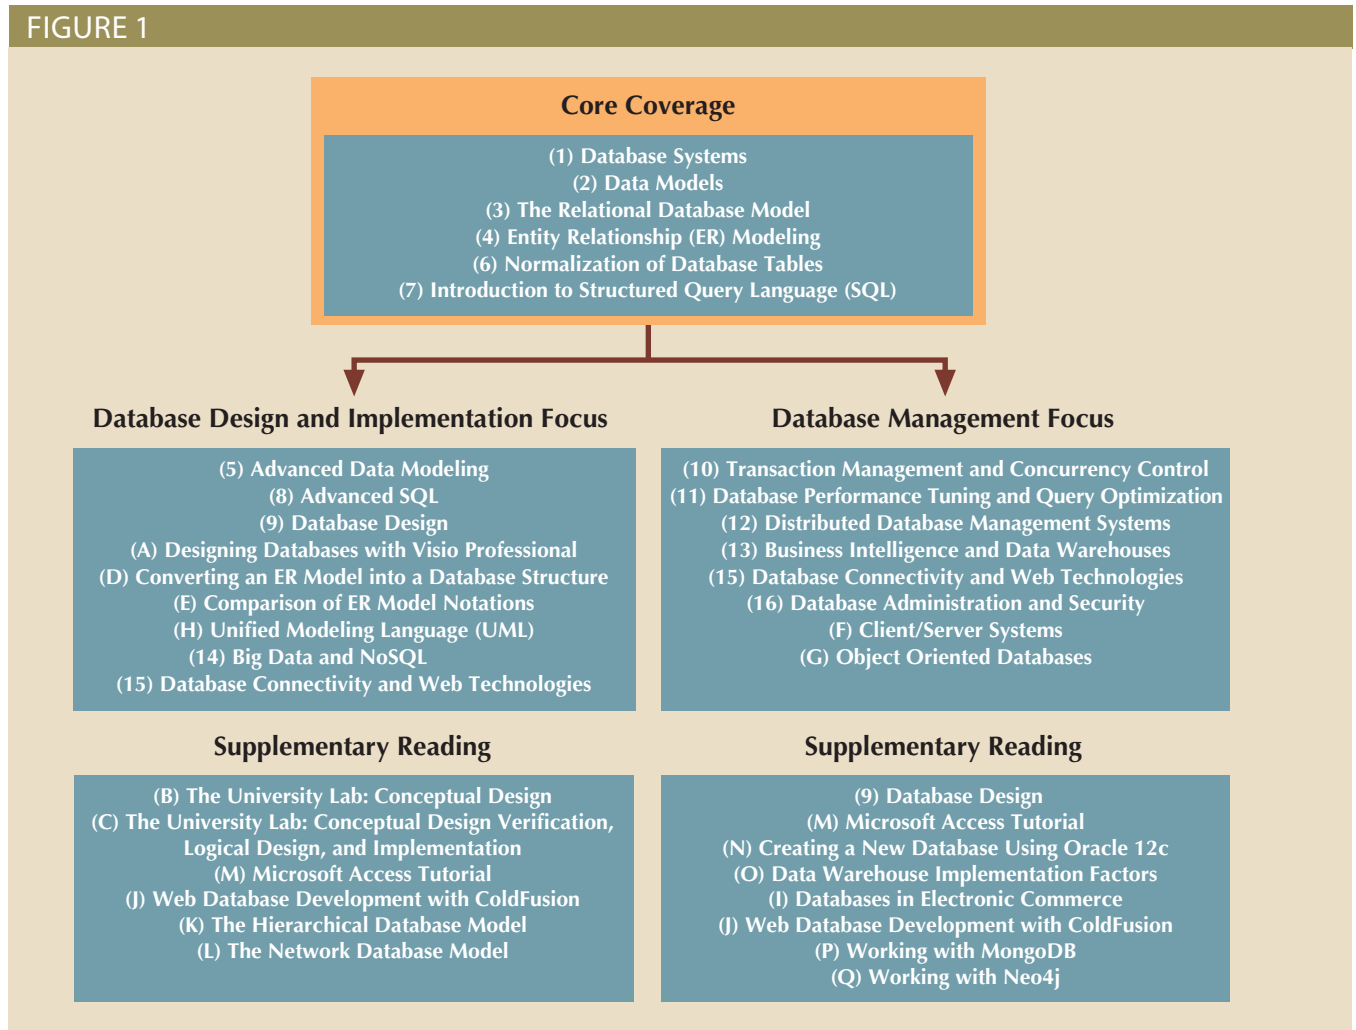 FIGURE 1
Core Coverage
(1) Database Systems
(2) Data Models
(3) The Relational Database Model
(4) Entity Relationship (ER) Modeling
(6) Normalization of Database Tables
(7) Introduction to Structured Query Language (SQL)
Database Design and Implementation Focus
(5) Advanced Data Modeling
(8) Advanced SQL
(9) Database Design
(A) Designing Databases with Visio Professional
(D) Converting an ER Model into a Database Structure
(E) Comparison of ER Model Notations
(H) Unified Modeling Language (UML)
(14) Big Data and NoSQL
(15) Database Connectivity and Web Technologies
Database Management Focus
(10) Transaction Management and Concurrency Control
(11) Database Performance Tuning and Query Optimization
(12) Distributed Database Management Systems
(13) Business Intelligence and Data Warehouses
(15) Database Connectivity and Web Technologies
(16) Database Administration and Security
(F) Client/Server Systems
(G) Object Oriented Databases
Supplementary Reading
(B) The University Lab: Conceptual Design
(C) The University Lab: Conceptual Design Verification,
Logical Design, and Implementation
(M) Microsoft Access Tutorial
(J) Web Database Development with ColdFusion
(K) The Hierarchical Database Model
(L) The Network Database Model
Supplementary Reading
(9) Database Design
(M) Microsoft Access Tutorial
(N) Creating a New Database Using Oracle 12c
(O) Data Warehouse Implementation Factors
(I) Databases in Electronic Commerce
(J) Web Database Development with ColdFusion
(P) Working with MongoDB
(Q) Working with Neo4j